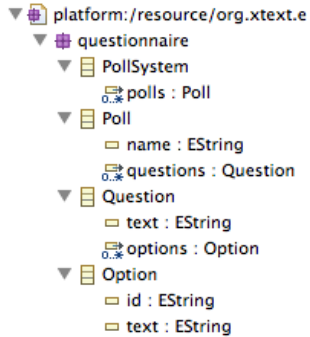 platform:/resource/org.xtext.e
questionnaire
PollSystem
0..* polls : Poll
Poll
name : EString
0..* questions : Question
Question
text : EString
0..* options : Option
Option
id : EString
text : EString